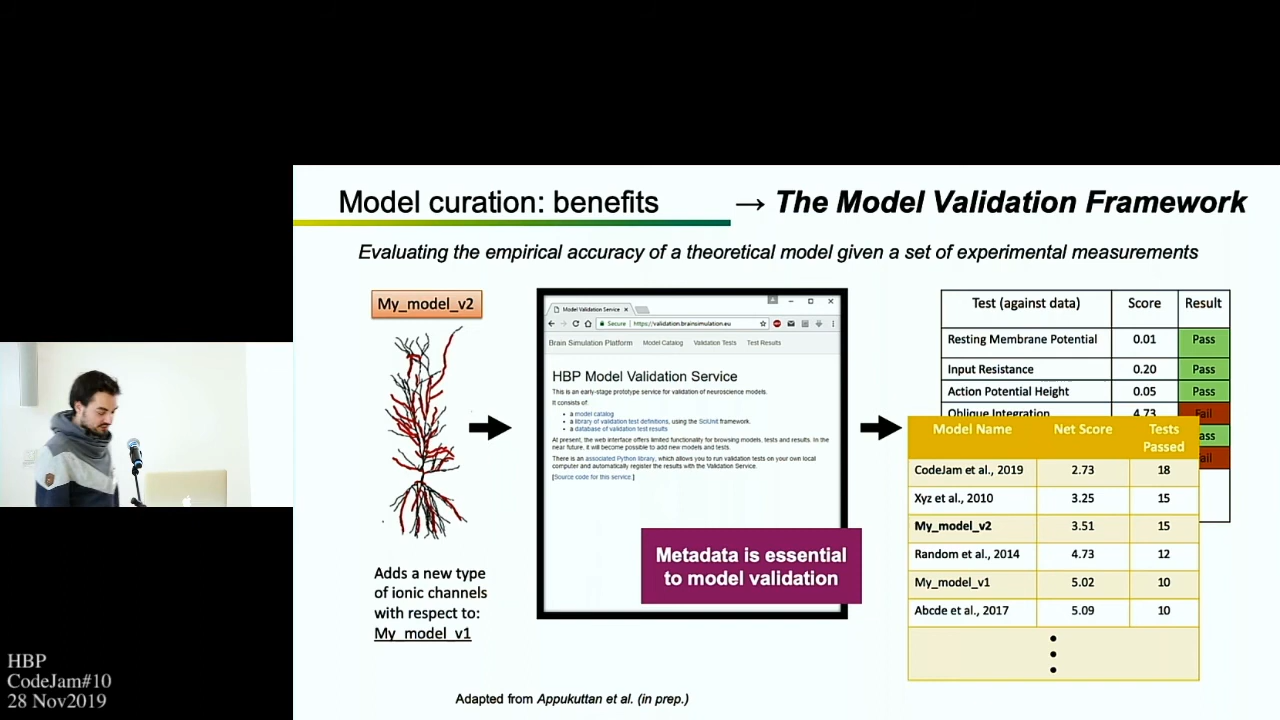 Model curation: benefits → The Model Validation Framework
Evaluating the empirical accuracy of a theoretical model given a set of experimental measurements
My_model_v2
Adds a new type
of ionic channels
with respect to:
My_model_v1
Model Validation Service
Secure https://validation.brainsimulation.eu
Brain Simulation Platform Model Catalog Validation Tests Test Results
HBP Model Validation Service
This is an early-stage prototype service for validation of neuroscience models.
It consists of:
• a model catalog
• a library of validation test definitions, using the SciUnit framework.
• a database of validation test results
At present, the web interface offers limited functionality for browsing models, tests and results. In the
near future, it will become possible to add new models and tests.
There is an associated Python library, which allows you to run validation tests on your own local
computer and automatically register the results with the Validation Service.
[Source code for this service.]
Metadata is essential
to model validation
Test (against data) Score Result
Resting Membrane Potential 0.01 Pass
Input Resistance 0.20 Pass
Action Potential Height 0.05 Pass
Oblique Integration 4.73 Fail
ass
ail
Model Name Net Score Tests
Passed
CodeJam et al., 2019 2.73 18
Xyz et al., 2010 3.25 15
My_model_v2 3.51 15
Random et al., 2014 4.73 12
My_model_v1 5.02 10
Abcde et al., 2017 5.09 10
Adapted from Appukuttan et al. (in prep.)
HBP
CodeJam#10
28 Nov2019